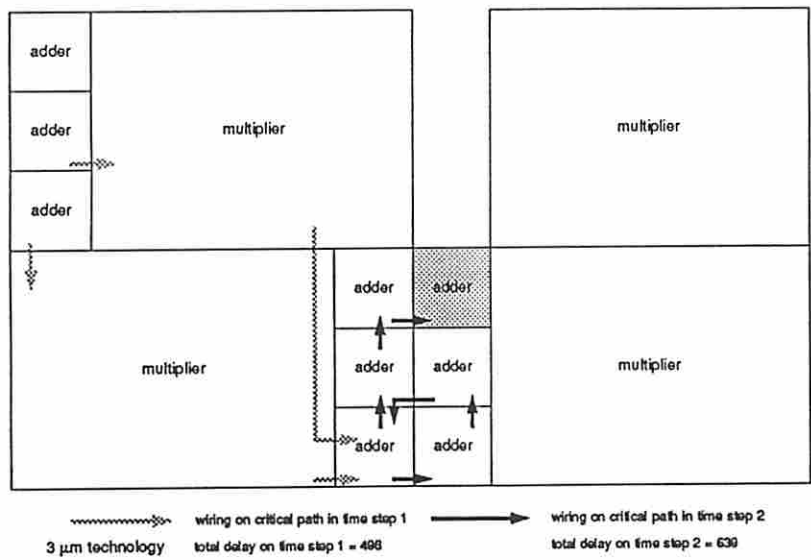 adder
adder
multiplier
multiplier
adder
adder
adder
multiplier
adder
adder
multiplier
adder
adder
wiring on critical path in time step 1
wiring on critical path in time step 2
3 μm technology
total delay on time step 1 = 496
total delay on time step 2 = 639